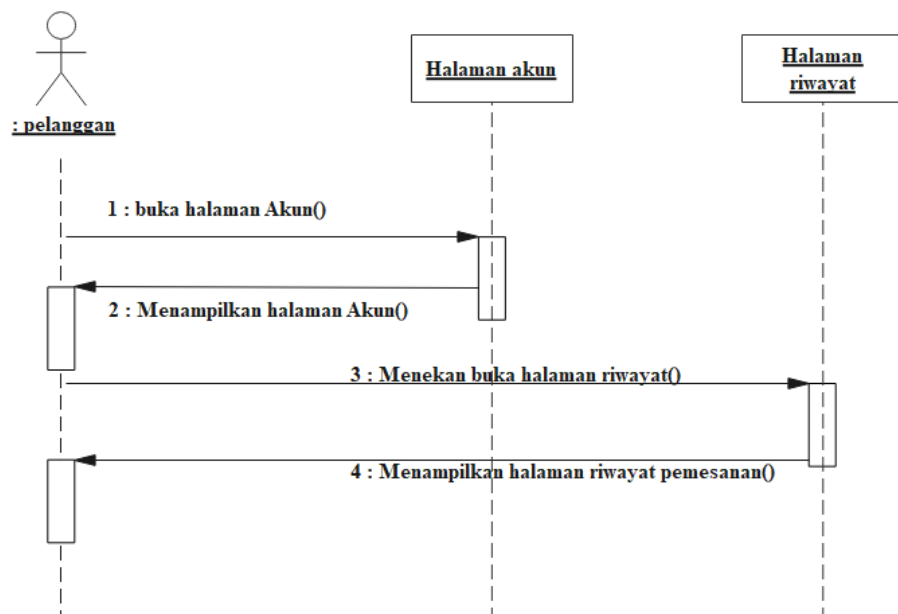 Halaman akun
Halaman
riwayat
: pelanggan
1 : buka halaman Akun()
2 : Menampilkan halaman Akun()
3 : Menekan buka halaman riwayat()
4 : Menampilkan halaman riwayat pemesanan()